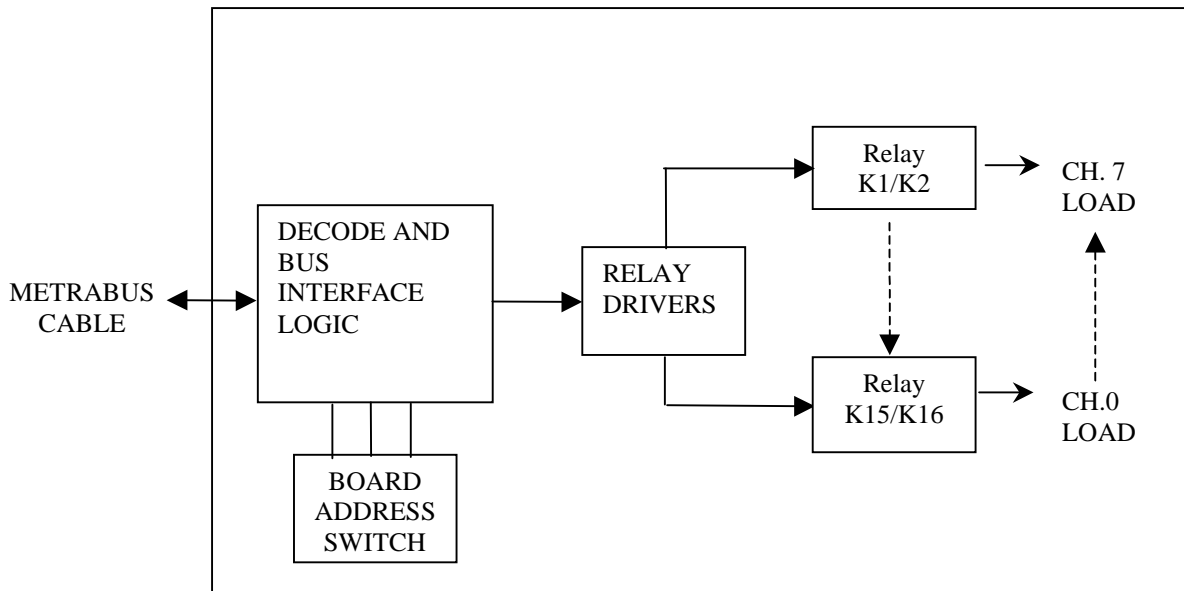 METRABUS
CABLE
DECODE AND
BUS
INTERFACE
LOGIC
BOARD
ADDRESS
SWITCH
RELAY
DRIVERS
Relay
K1/K2
CH. 7
LOAD
Relay
K15/K16
CH.0
LOAD